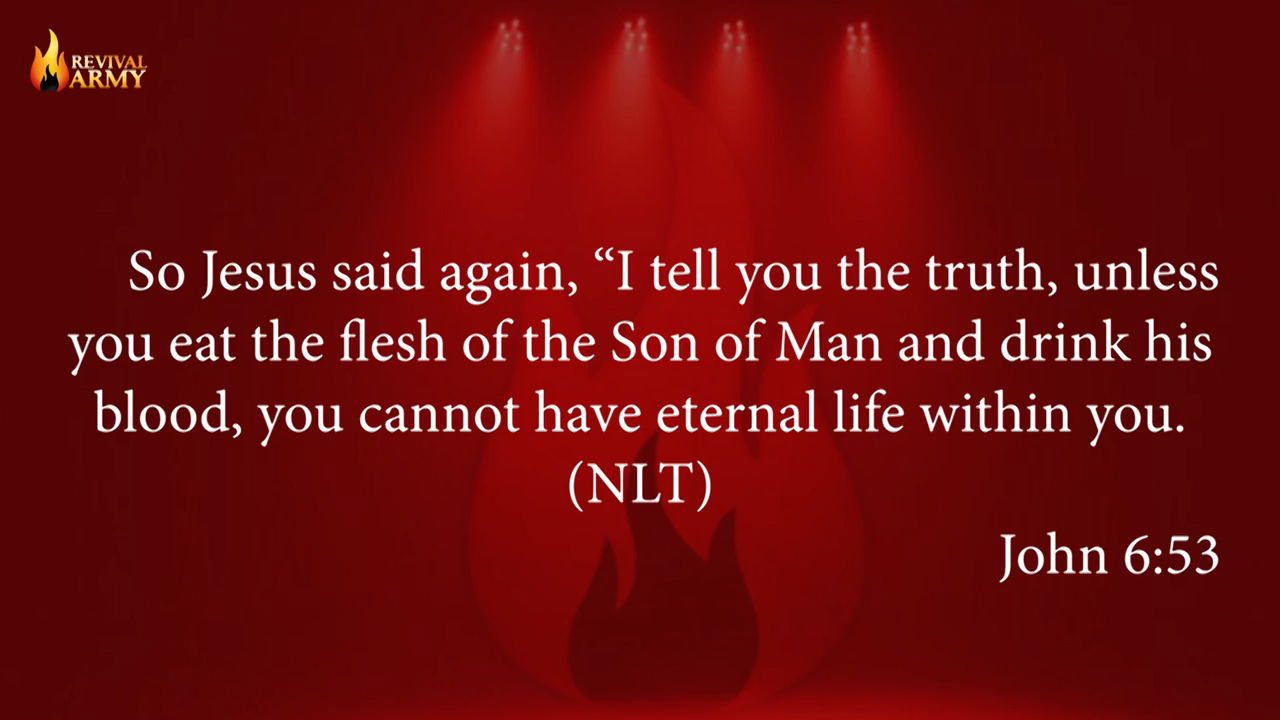 REVIVAL
ARMY
So Jesus said again, “I tell you the truth, unless
you eat the flesh of the Son of Man and drink his
blood, you cannot have eternal life within you.
(NLT)
John 6:53